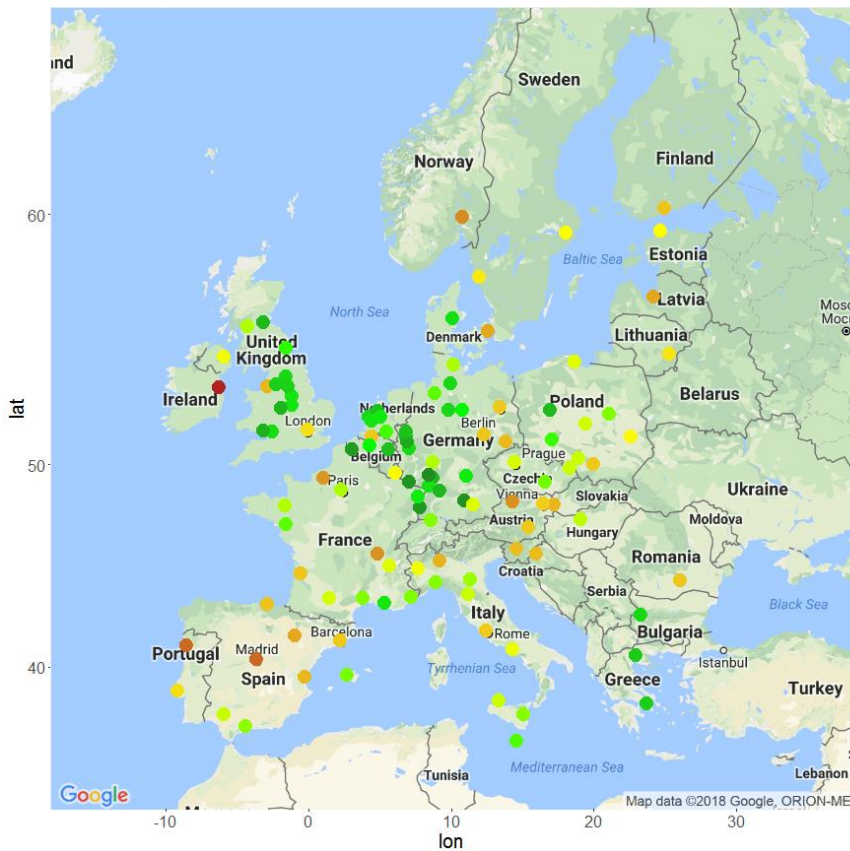 and
Sweden
Norway
Finland
60
Estonia
Baltic Sea
North Sea
Latvia
Mosc
Мос
Denmark
Lithuania
United
Kingdom
Ireland
Netherlands
Belarus
Poland
London
Berlin
Germany
50
Belgium
Prague
Paris
Czechia
Ukraine
Vienna
Slovakia
Austria
Hungary
Moldova
France
Romania
Croatia
Serbia
Black Sea
Italy
Barcelona
Bulgaria
Rome
Portugal
Madrid
Istanbul
40
Tyrrhenian Sea
Spain
Greece
Turkey
Mediterranean Sea
Tunisia
Lebanon
Google
Map data ©2018 Google, ORION-ME
-10
0
10
20
30
lon
lat